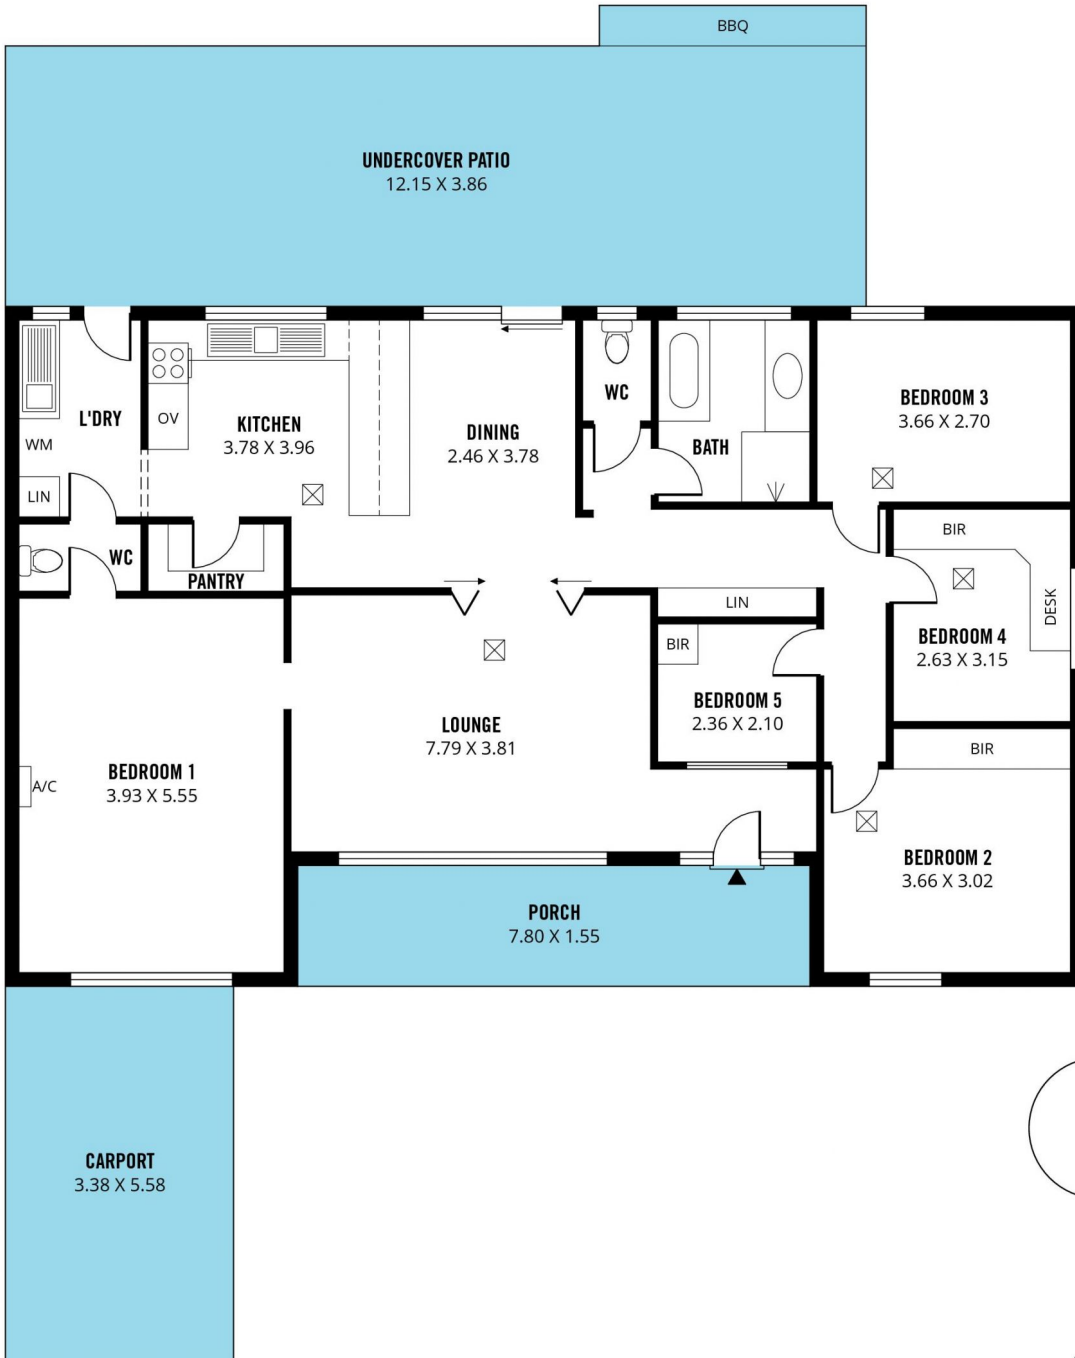 BBQ
UNDERCOVER PATIO
12.15 X 3.86
L'DRY
WM
LIN
WC
OV
KITCHEN
3.78 X 3.96
PANTRY
DINING
2.46 X 3.78
WC
BATH
BEDROOM 3
3.66 X 2.70
BIR
DESK
BEDROOM 4
2.63 X 3.15
LIN
BIR
BEDROOM 5
2.36 X 2.10
LOUNGE
7.79 X 3.81
BEDROOM 1
3.93 X 5.55
A/C
BIR
BEDROOM 2
3.66 X 3.02
PORCH
7.80 X 1.55
CARPORT
3.38 X 5.58